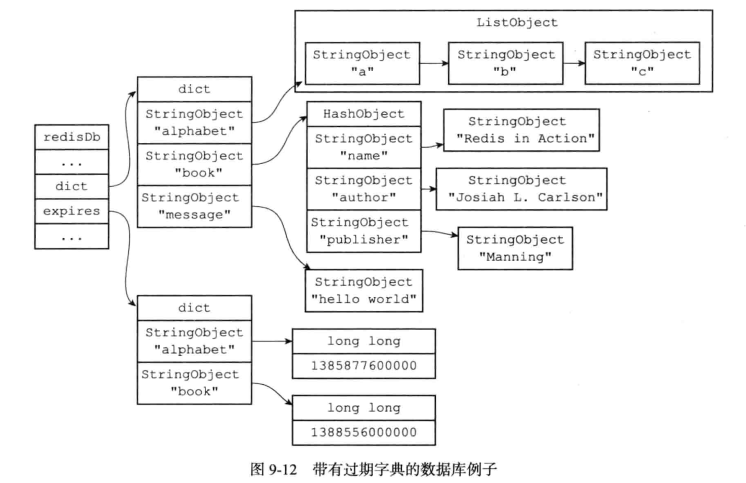 ListObject
StringObject
"a"
StringObject
"b"
StringObject
"c"
dict
StringObject
"alphabet"
StringObject
"book"
StringObject
"message"
HashObject
StringObject
"name"
StringObject
"author"
StringObject
"publisher"
StringObject
"Redis in Action"
StringObject
"Josiah L. Carlson"
StringObject
"Manning"
redisDb
...
dict
expires
...
StringObject
"hello world"
dict
StringObject
"alphabet"
StringObject
"book"
long long
1385877600000
long long
1388556000000
图 9-12 带有过期字典的数据库例子